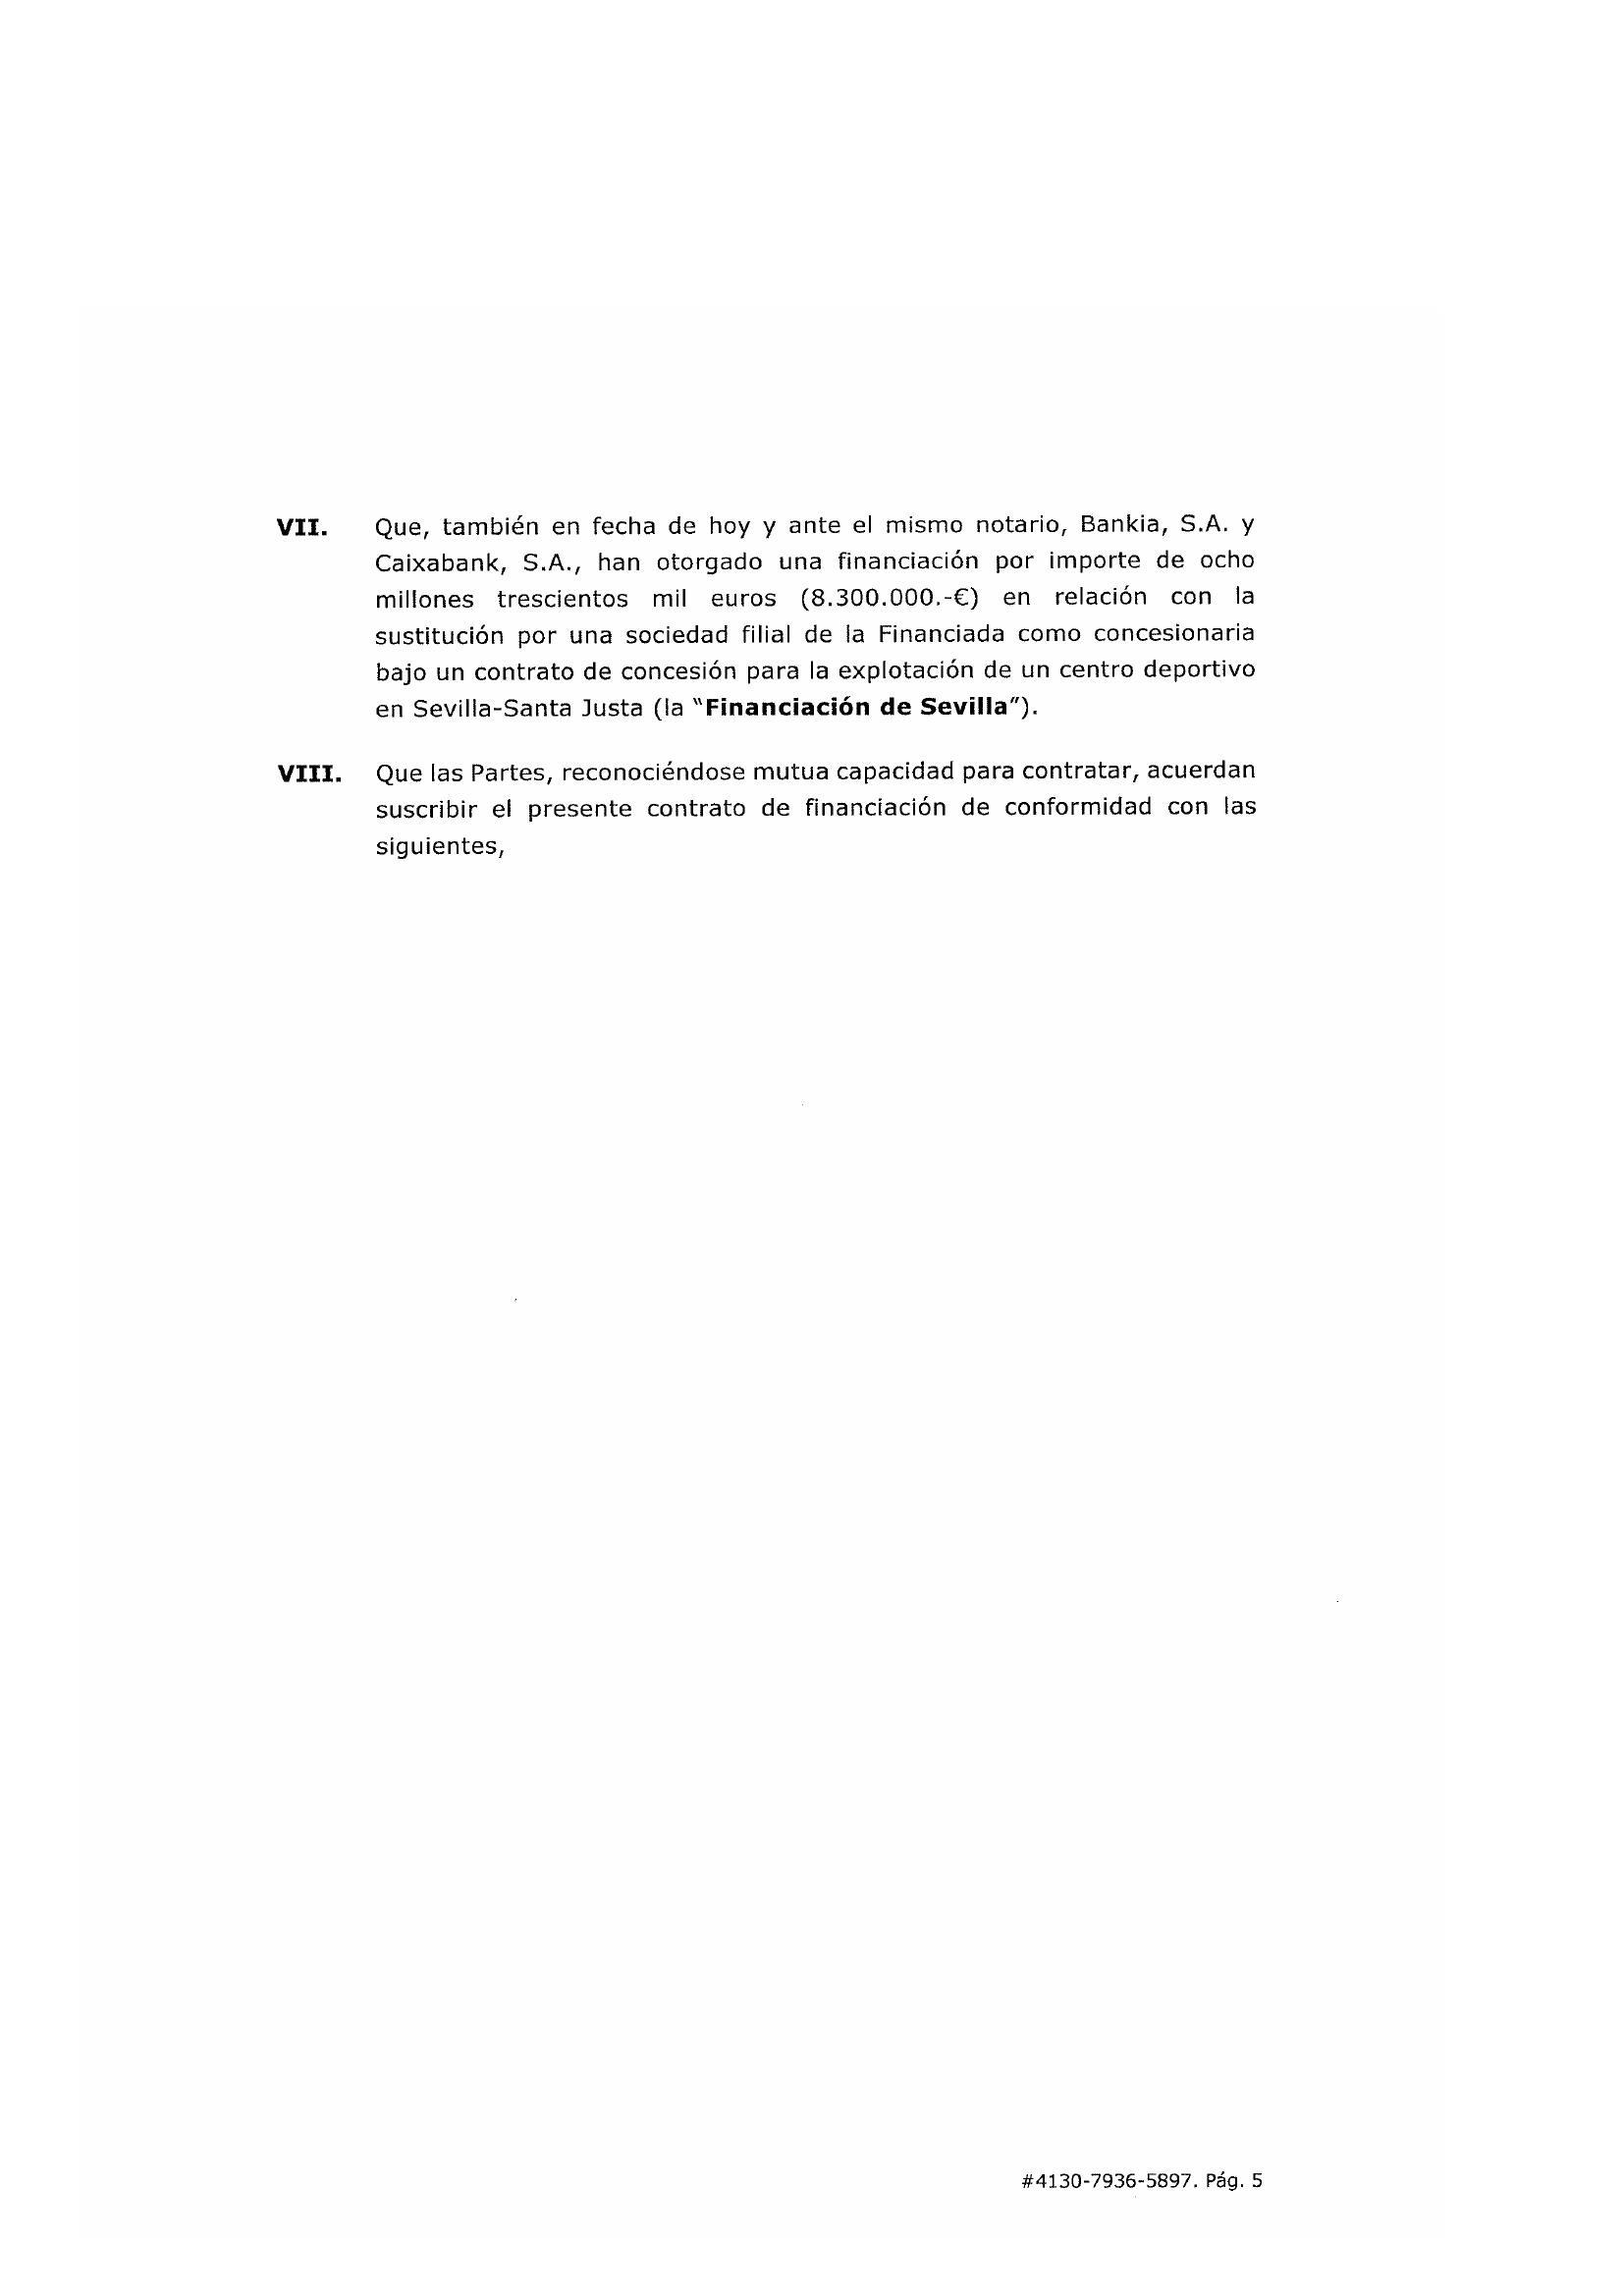 VII. Que, también en fecha de hoy y ante el mismo notario, Bankia, S.A. y
Caixabank, S.A., han otorgado una financiación por importe de ocho
millones trescientos mil euros (8.300.000.-€) en relación con la
sustitución por una sociedad filial de la Financiada como concesionaria
bajo un contrato de concesión para la explotación de un centro deportivo
en Sevilla-Santa Justa (la "Financiación de Sevilla").
VIII. Que las Partes, reconociéndose mutua capacidad para contratar, acuerdan
suscribir el presente contrato de financiación de conformidad con las
siguientes,
#4130-7936-5897. Pág. 5